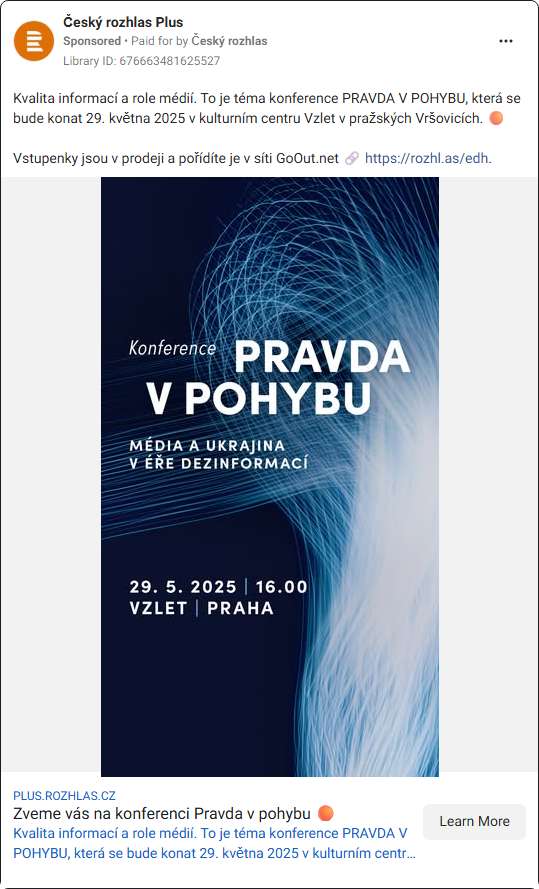 Český rozhlas Plus
Sponsored • Paid for by Český rozhlas
Library ID: 676663481625527
Kvalita informací a role médií. To je téma konference PRAVDA V POHYBU, která se
bude konat 29. května 2025 v kulturním centru Vzlet v pražských Vršovicích.
Vstupenky jsou v prodeji a pořídíte je v síti GoOut.net 🔗 https://rozhl.as/edh.
Konference PRAVDA
V POHYBU
MÉDIA A UKRAJINA
V ÉŘE DEZINFORMACÍ
29. 5. 2025 | 16.00
VZLET | PRAHA
PLUS.ROZHLAS.CZ
Zveme vás na konferenci Pravda v pohybu
Kvalita informací a role médií. To je téma konference PRAVDA V
POHYBU, která se bude konat 29. května 2025 v kulturním centr...
Learn More